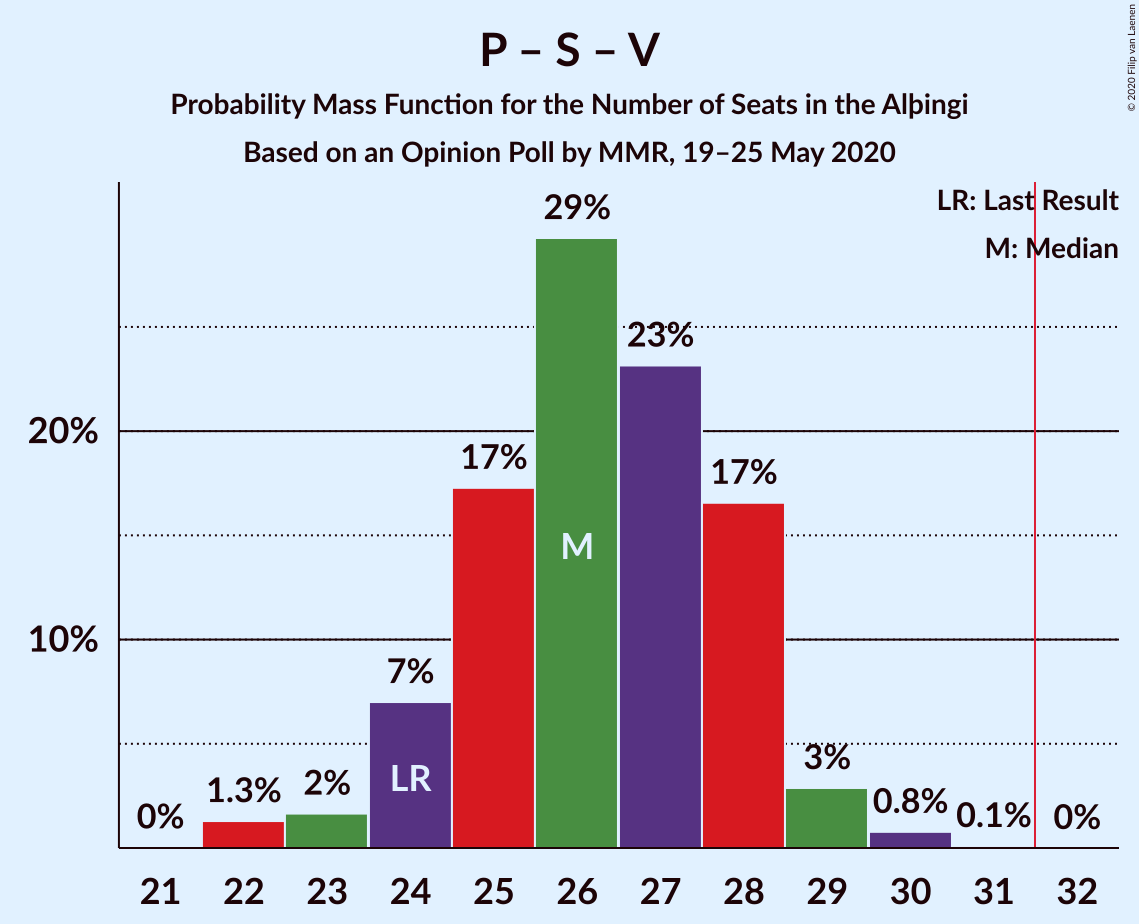 P – S – V
Probability Mass Function for the Number of Seats in the Alþingi
Based on an Opinion Poll by MMR, 19–25 May 2020
© 2020 Filip van Laenen
LR: Last Result
M: Median
29%
23%
20%
17%
17%
M
10%
7%
3%
LR
2%
1.3%
0.8%
0%
0.1%
0%
21 22 23 24 25 26 27 28 29 30 31 32